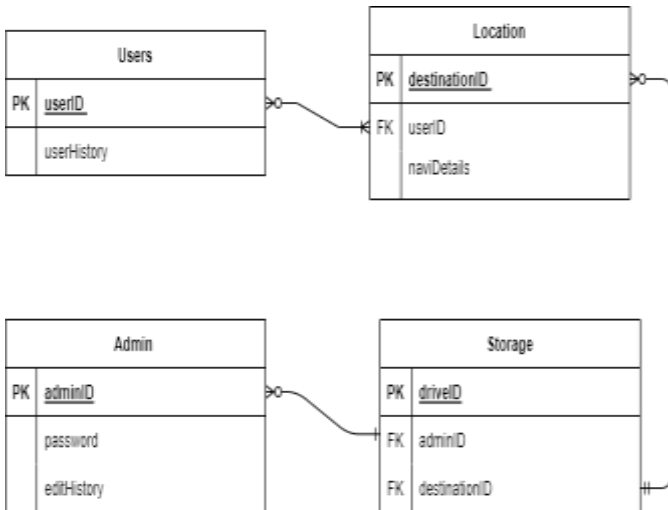 Users
PK userID
userHistory
Location
PK destinationID
FK userID
naviDetails
Admin
PK adminID
password
editHistory
Storage
PK driveID
FK adminID
FK destinationID